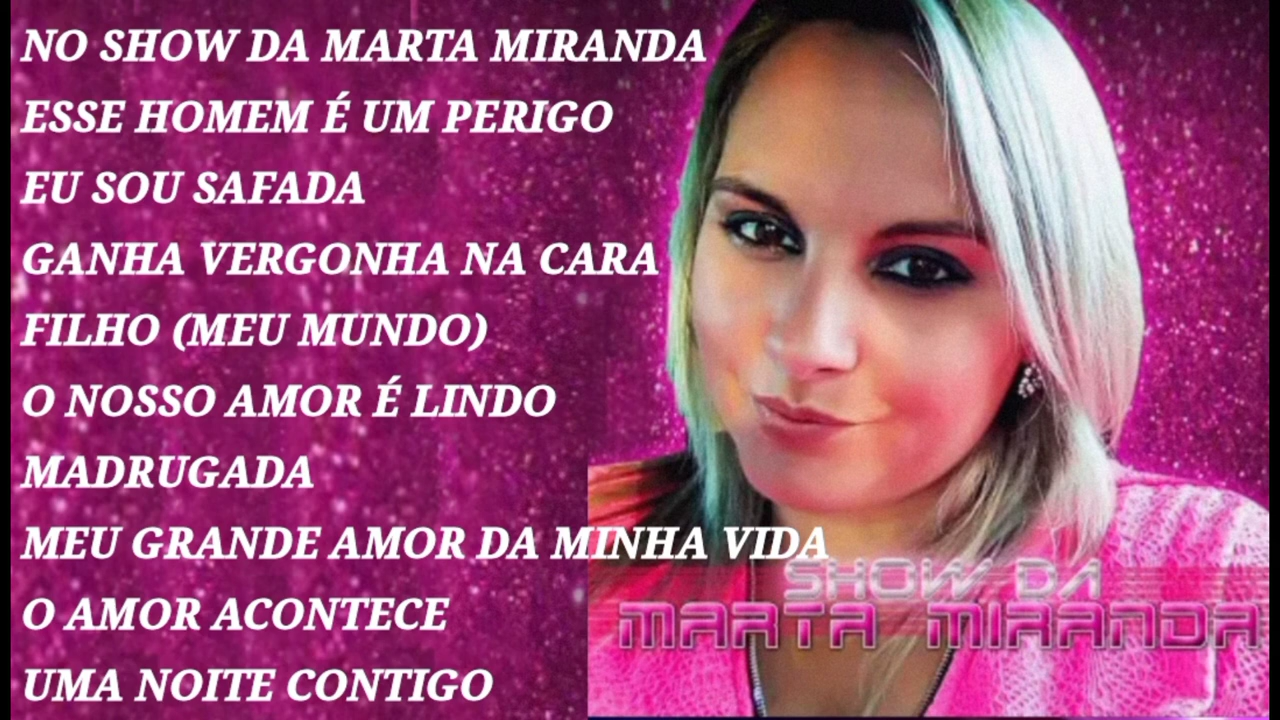 NO SHOW DA MARTA MIRANDA
ESSE HOMEM É UM PERIGO
EU SOU SAFADA
GANHA VERGONHA NA CARA
FILHO (MEU MUNDO)
O NOSSO AMOR É LINDO
MADRUGADA
MEU GRANDE AMOR DA MINHA VIDA
O AMOR ACONTECE
UMA NOITE CONTIGO
SHOW DA
MARTA MIRANDA